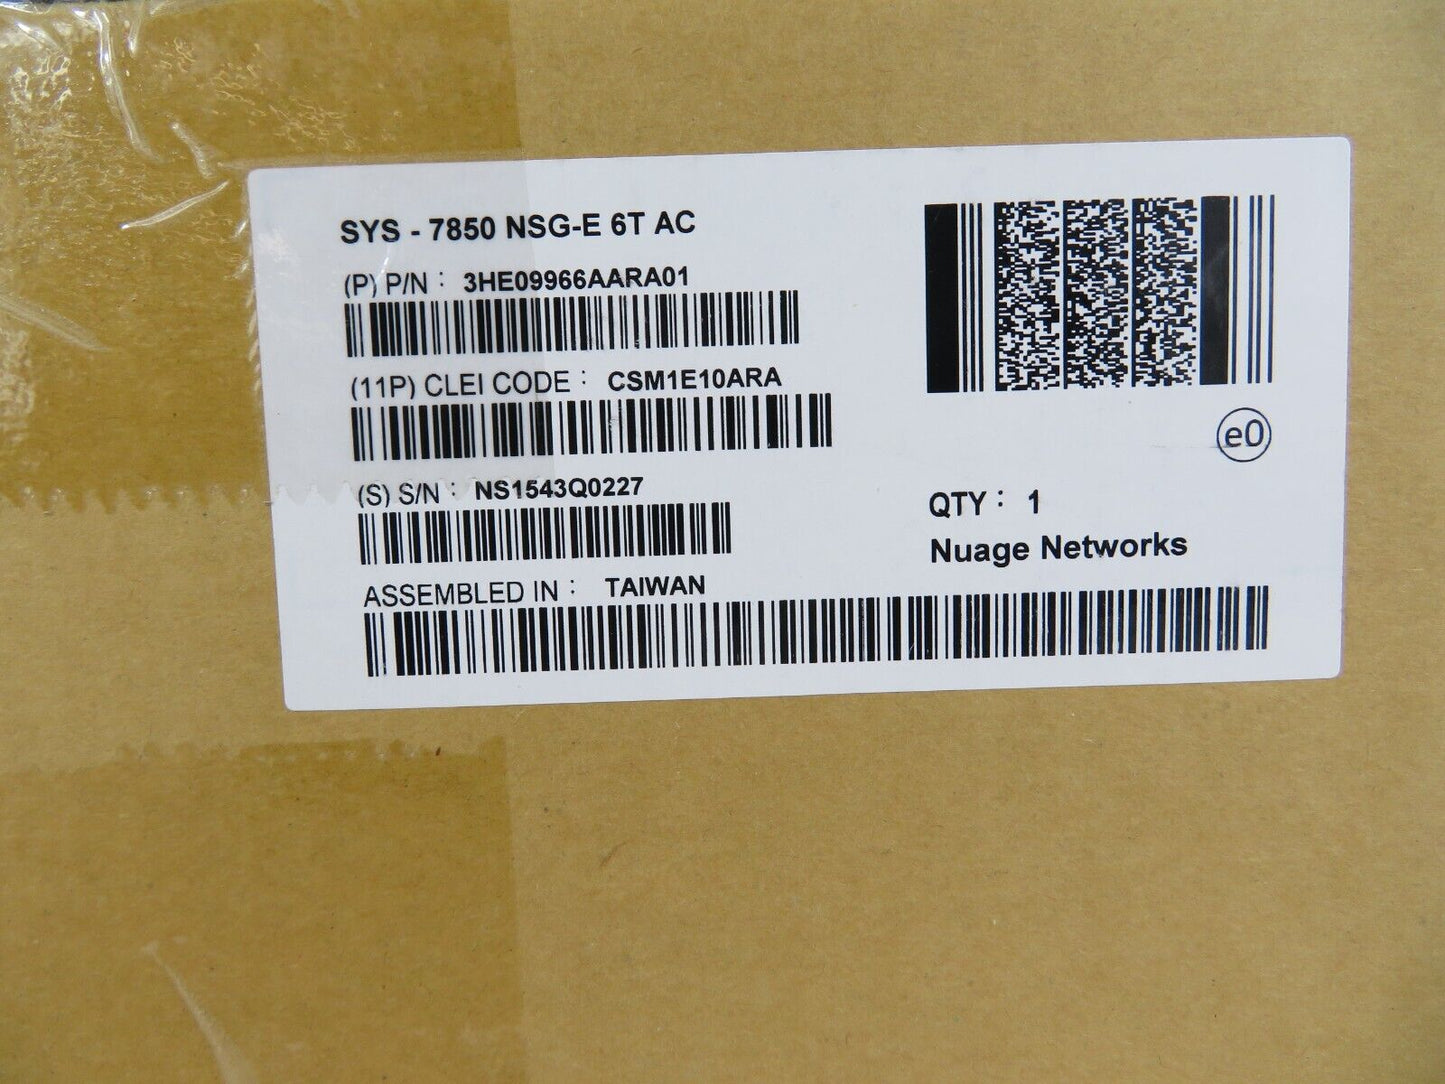 SYS - 7850 NSG-E 6T AC
(P) P/N : 3HE09966AARA01
(11P) CLEI CODE : CSM1E10ARA
(S) S/N : NS1543Q0227
ASSEMBLED IN : TAIWAN
e0
QTY : 1
Nuage Networks